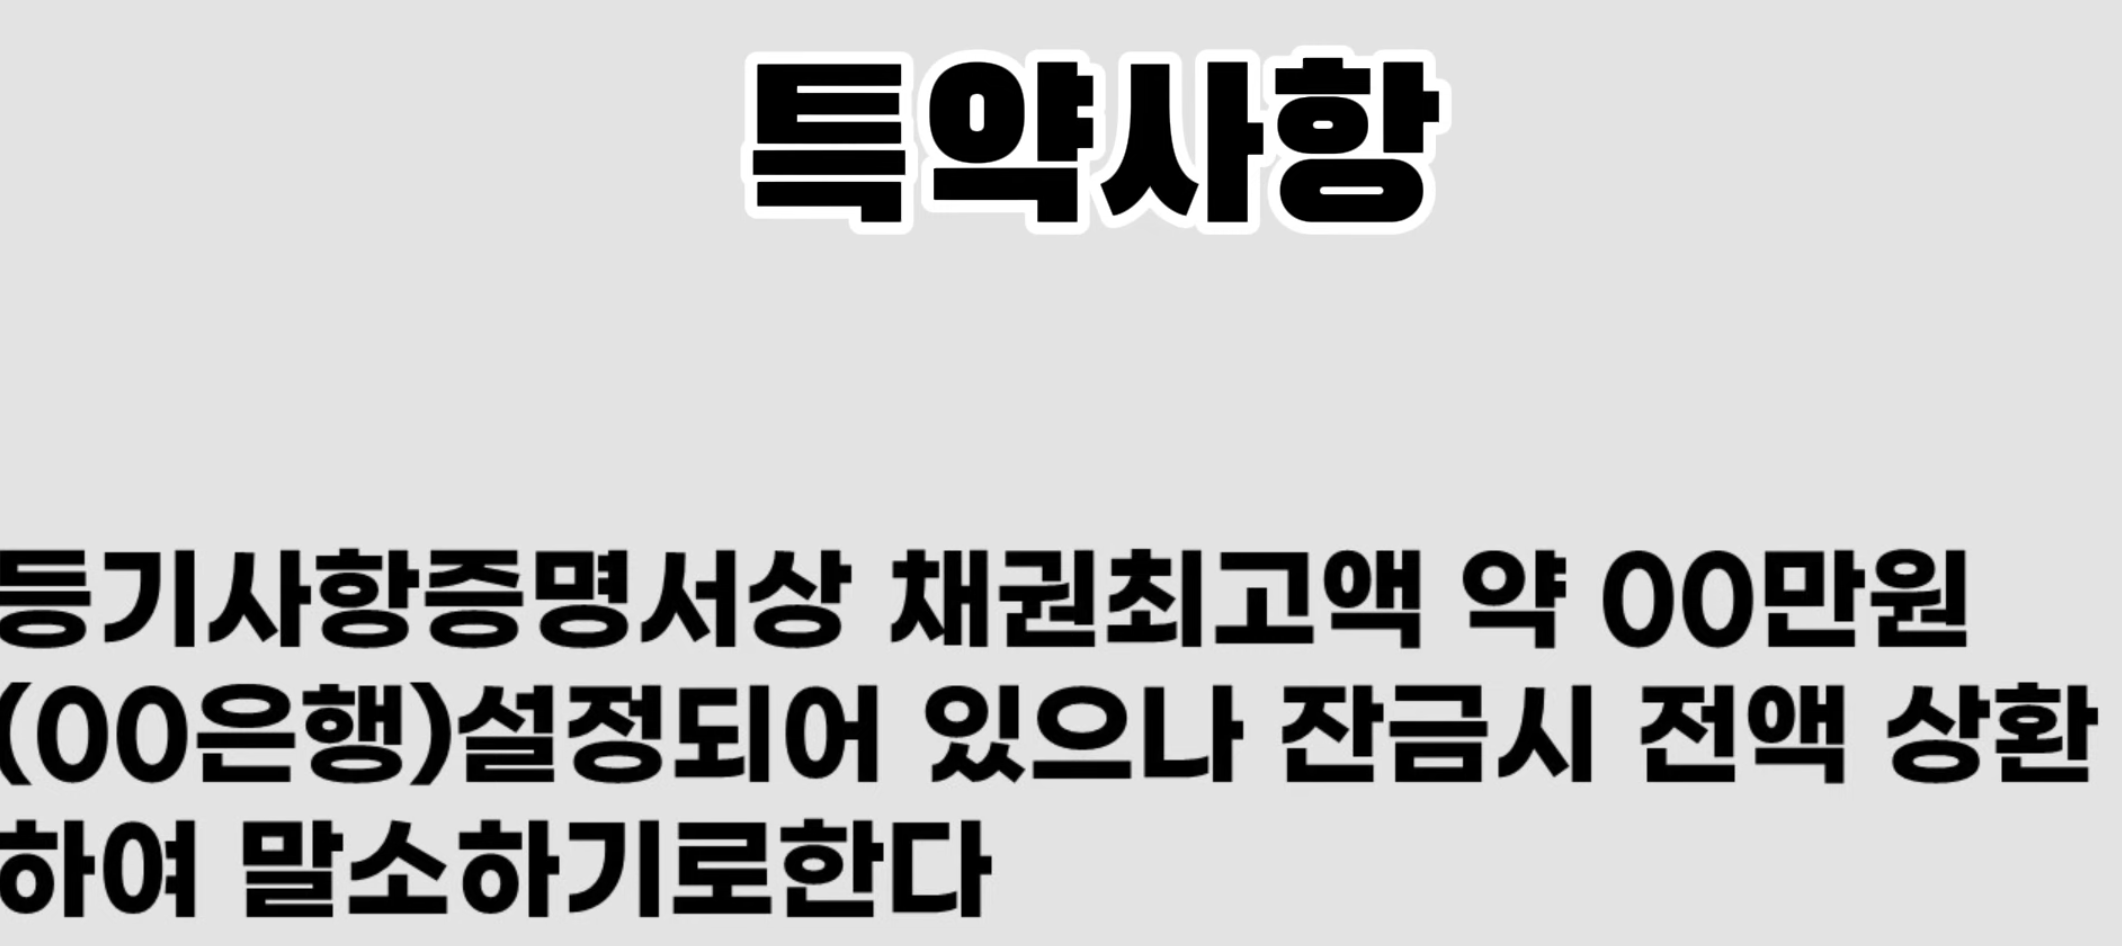 특약사항
등기사항증명서상 채권최고액 약 00만원
(00은행)설정되어 있으나 잔금시 전액 상환
하여 말소하기로한다